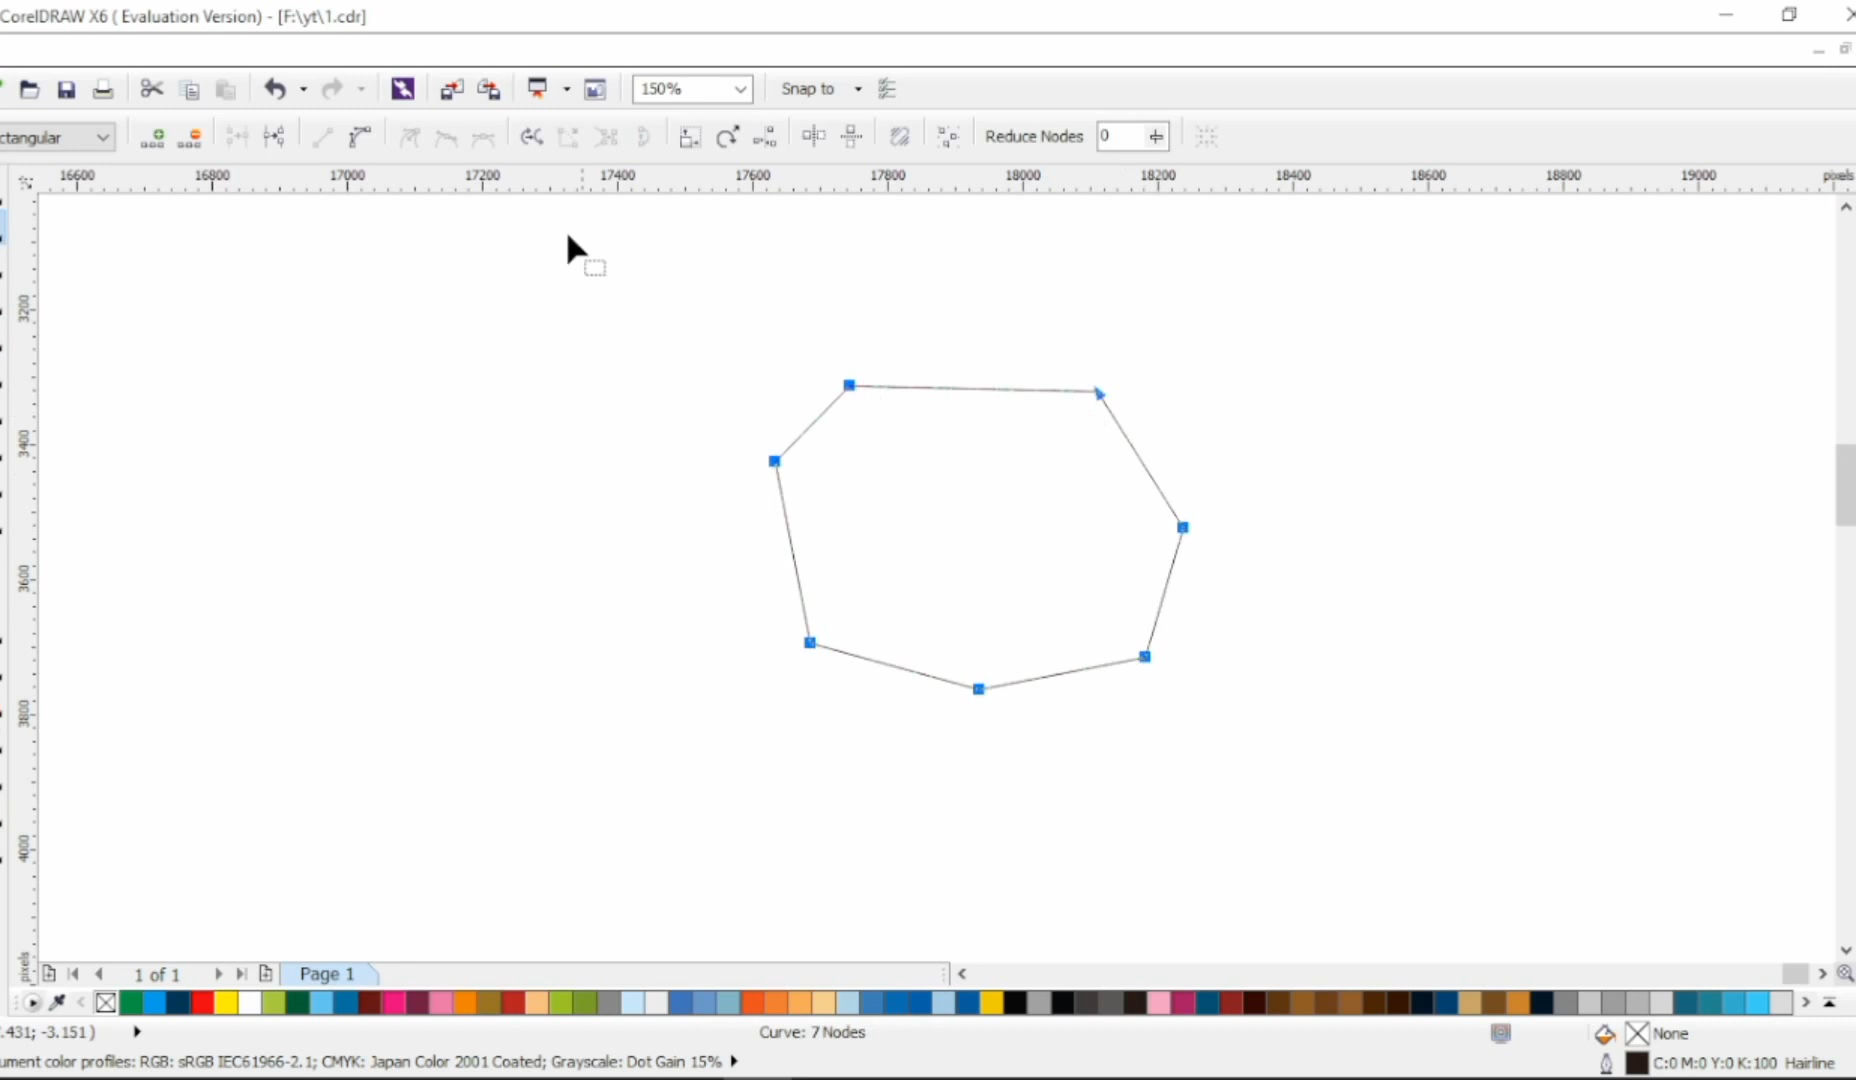 CorelDRAW X6 ( Evaluation Version) - [F:\yt\1.cdr]
150% Snap to
ctangular Reduce Nodes 0
16600 16800 17000 17200 17400 17600 17800 18000 18200 18400 18600 18800 19000 pixels
3200
3400
3600
3800
4000
pixels
1 of 1 Page 1
.431; -3.151 ) Curve: 7 Nodes None
ument color profiles: RGB: sRGB IEC61966-2.1; CMYK: Japan Color 2001 Coated; Grayscale: Dot Gain 15% C:0 M:0 Y:0 K:100 Hairline